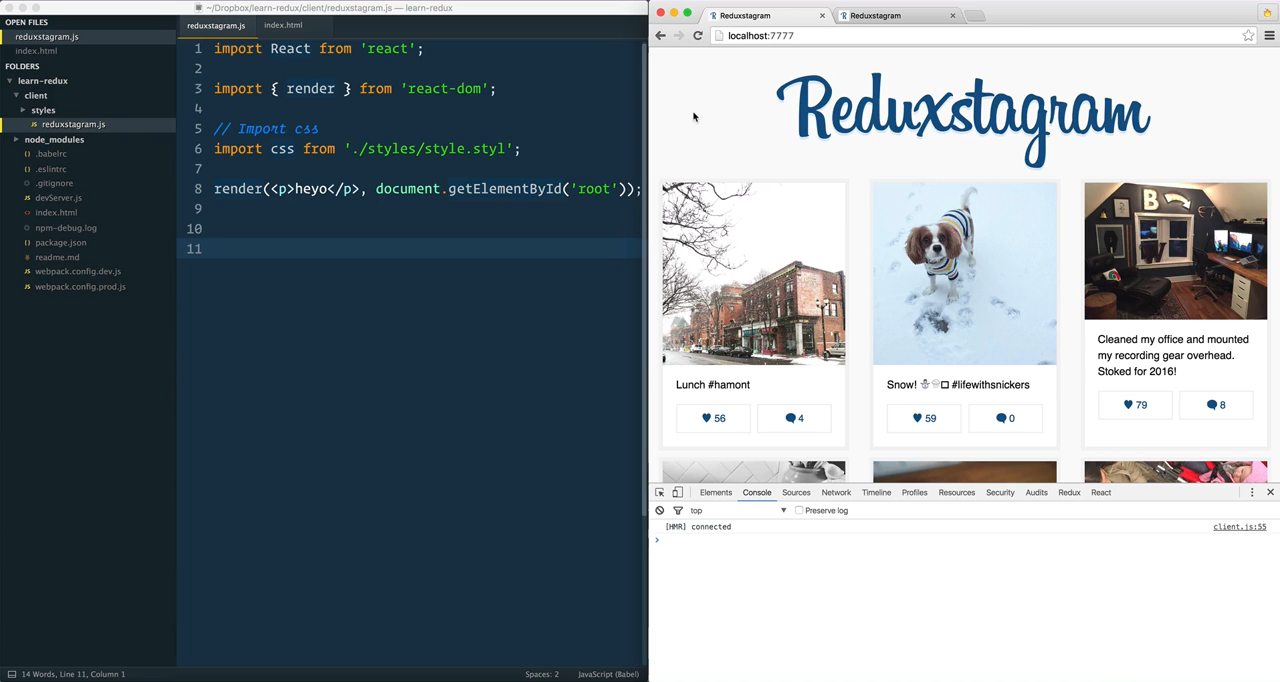 ~/Dropbox/learn-redux/client/reduxstagram.js — learn-redux
OPEN FILES
reduxstagram.js
index.html
FOLDERS
learn-redux
client
styles
reduxstagram.js
node_modules
.babelrc
.eslintrc
.gitignore
devServer.js
index.html
npm-debug.log
package.json
readme.md
webpack.config.dev.js
webpack.config.prod.js
reduxstagram.js
index.html
1 import React from 'react';
2
3 import { render } from 'react-dom';
4
5 // Import css
6 import css from './styles/style.styl';
7
8 render(<p>heyo</p>, document.getElementById('root'));
9
10
11
14 Words, Line 11, Column 1
Spaces: 2
JavaScript (Babel)
Reduxstagram
Reduxstagram
localhost:7777
Reduxstagram
Lunch #hamont
56
4
Snow! ☃ #lifewithsnickers
59
0
B
Cleaned my office and mounted
my recording gear overhead.
Stoked for 2016!
79
8
Elements Console Sources Network Timeline Profiles Resources Security Audits Redux React
top
Preserve log
[HMR] connected
client.js:55